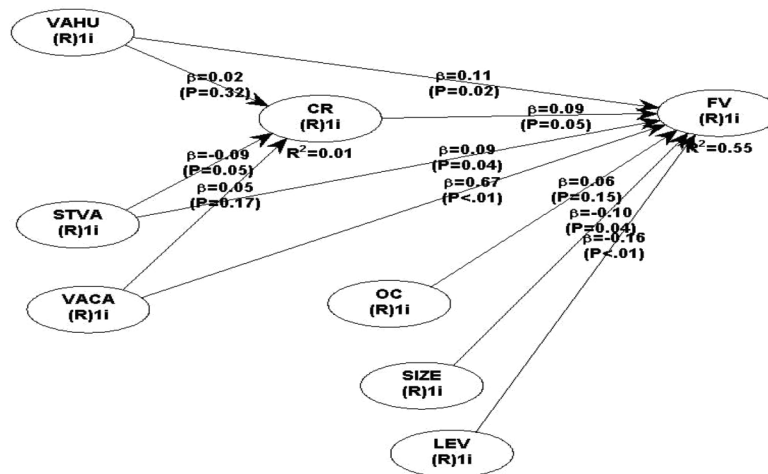 VAHU
(R)1i
β=0.02
(P=0.32)
β=0.11
(P=0.02)
CR
(R)1i
R²=0.01
β=0.09
(P=0.05)
FV
(R)1i
R²=0.55
β=-0.09
(P=0.05)
β=0.05
(P=0.17)
β=0.09
(P=0.04)
β=0.67
(P<.01)
STVA
(R)1i
VACA
(R)1i
β=0.06
(P=0.15)
β=-0.10
(P=0.04)
β=-0.16
(P<.01)
OC
(R)1i
SIZE
(R)1i
LEV
(R)1i